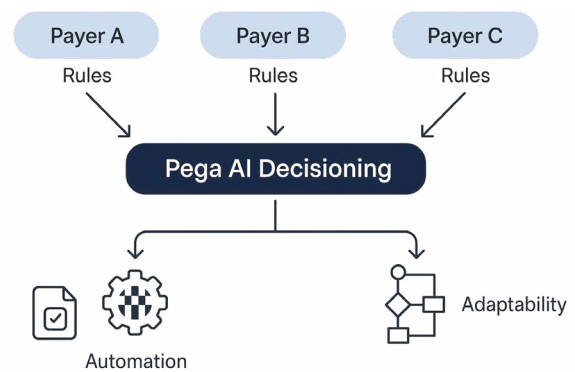 Payer A
Payer B
Payer C
Rules
Rules
Rules
Pega AI Decisioning
Adaptability
Automation